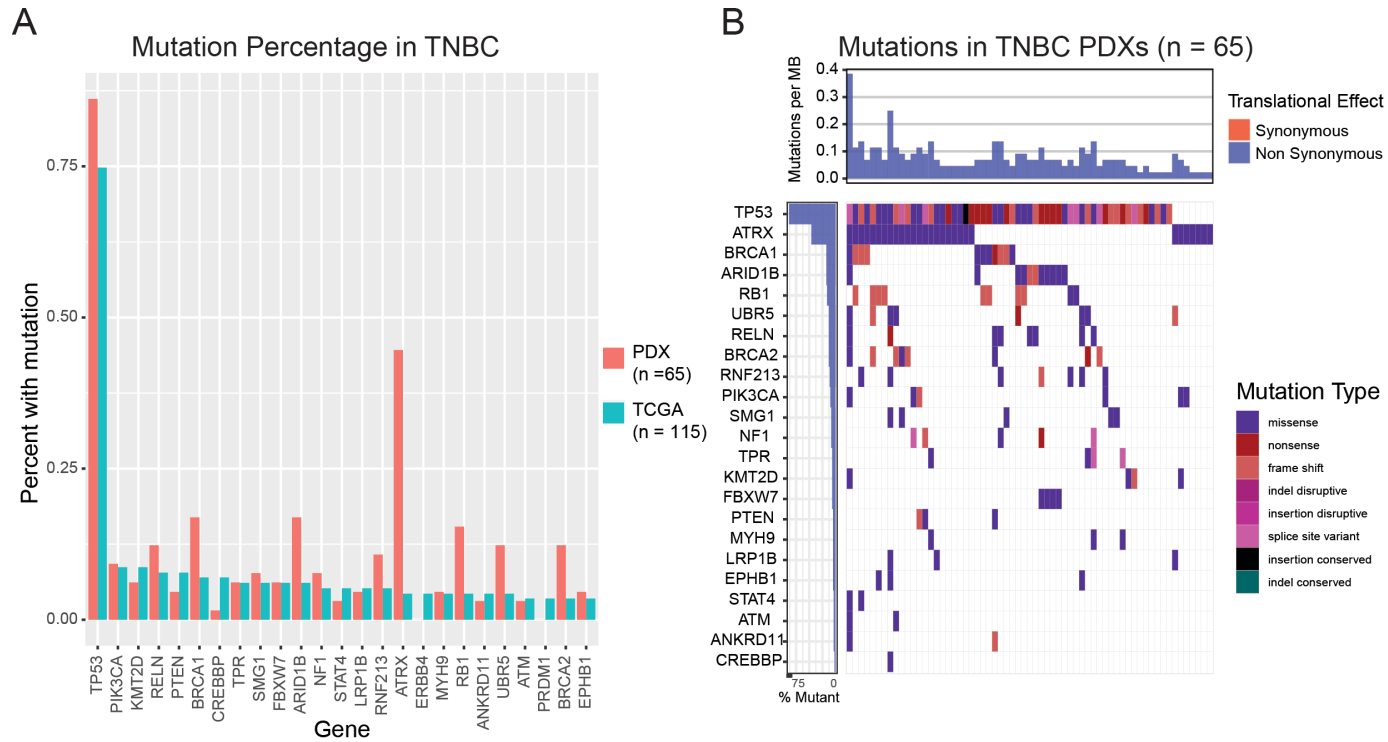 A
Mutation Percentage in TNBC
Percent with mutation
0.75
0.50
0.25
0.00
TP53
PIK3CA
KMT2D
RELN
PTEN
BRCA1
CREBBP
TPR
SMG1
FBXW7
ARID1B
NF1
STAT4
LRP1B
RNF213
ATRX
ERBB4
MYH9
RB1
ANKRD11
UBR5
ATM
PRDM1
BRCA2
EPHB1
Gene
PDX
(n =65)
TCGA
(n = 115)
B
Mutations in TNBC PDXs (n = 65)
Mutations per MB
0.4
0.3
0.2
0.1
0.0
Translational Effect
Synonymous
Non Synonymous
TP53
ATRX
BRCA1
ARID1B
RB1
UBR5
RELN
BRCA2
RNF213
PIK3CA
SMG1
NF1
TPR
KMT2D
FBXW7
PTEN
MYH9
LRP1B
EPHB1
STAT4
ATM
ANKRD11
CREBBP
75 0
% Mutant
Mutation Type
missense
nonsense
frame shift
indel disruptive
insertion disruptive
splice site variant
insertion conserved
indel conserved